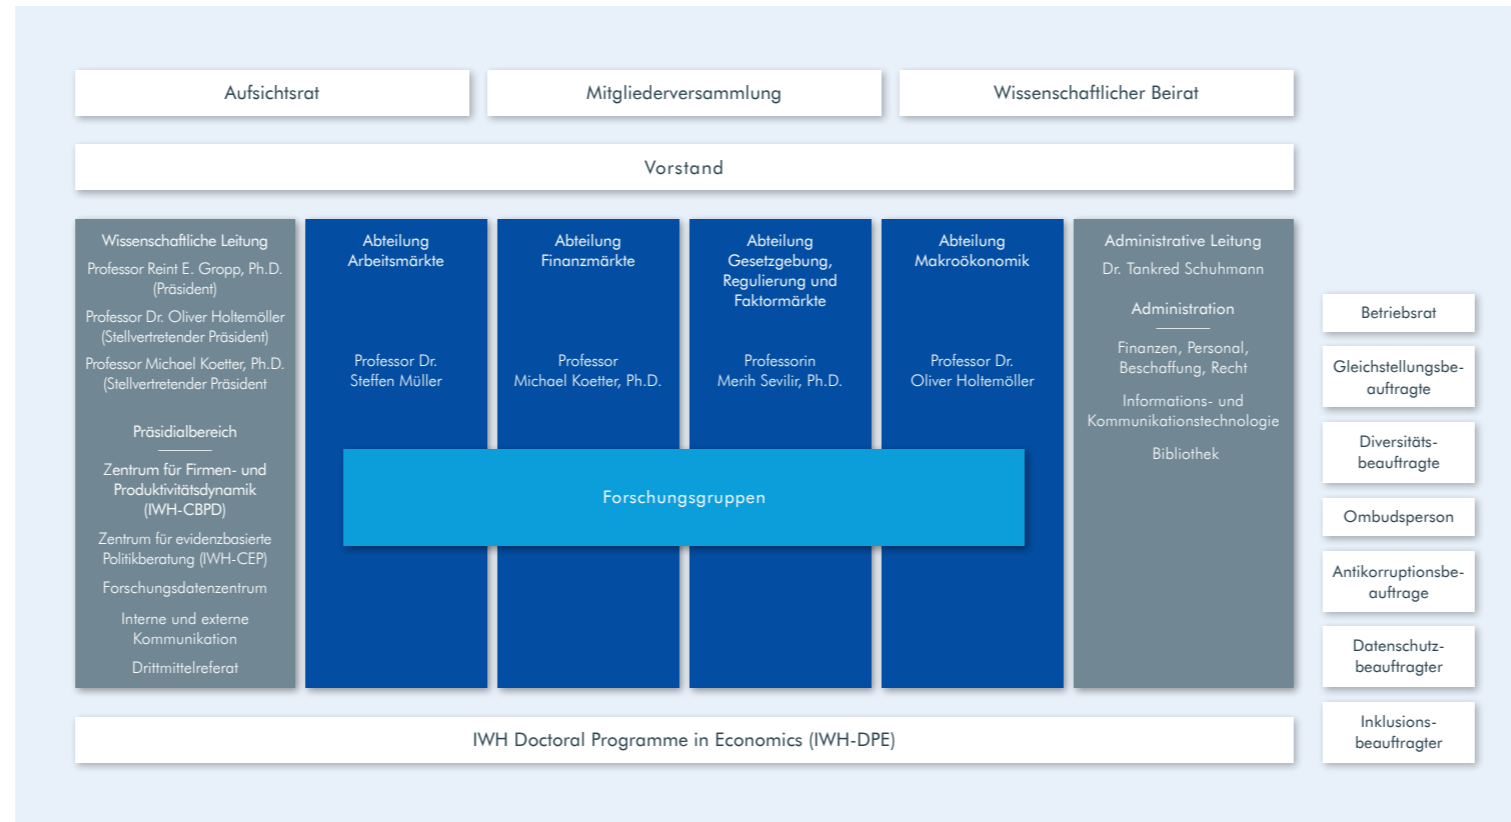 Aufsichtsrat
Mitgliederversammlung
Wissenschaftlicher Beirat
Vorstand
Wissenschaftliche Leitung
Professor Reint E. Gropp, Ph.D.
(Präsident)
Professor Dr. Oliver Holtemöller
(Stellvertretender Präsident)
Professor Michael Koetter, Ph.D.
(Stellvertretender Präsident
Präsidialbereich
Zentrum für Firmen- und
Produktivitätsdynamik
(IWH-CBPD)
Zentrum für evidenzbasierte
Politikberatung (IWH-CEP)
Forschungsdatenzentrum
Interne und externe
Kommunikation
Drittmittelreferat
Abteilung
Arbeitsmärkte
Professor Dr.
Steffen Müller
Abteilung
Finanzmärkte
Professor
Michael Koetter, Ph.D.
Abteilung
Gesetzgebung,
Regulierung und
Faktormärkte
Professorin
Merih Sevilir, Ph.D.
Abteilung
Makroökonomik
Professor Dr.
Oliver Holtemöller
Forschungsgruppen
Administrative Leitung
Dr. Tankred Schuhmann
Administration
Finanzen, Personal,
Beschaffung, Recht
Informations- und
Kommunikationstechnologie
Bibliothek
Betriebsrat
Gleichstellungsbe-
auftragte
Diversitäts-
beauftragte
Ombudsperson
Antikorruptionsbe-
auftrage
Datenschutz-
beauftragter
Inklusions-
beauftragter
IWH Doctoral Programme in Economics (IWH-DPE)